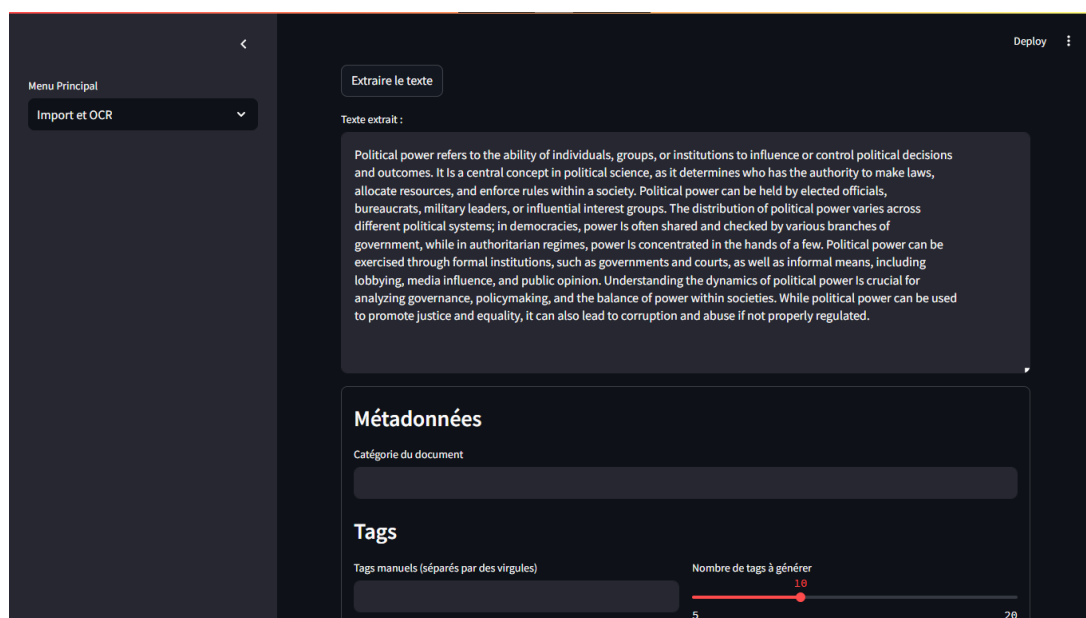 Deploy
Menu Principal
Import et OCR
Extraire le texte
Texte extrait :
Political power refers to the ability of individuals, groups, or institutions to influence or control political decisions
and outcomes. It Is a central concept in political science, as it determines who has the authority to make laws,
allocate resources, and enforce rules within a society. Political power can be held by elected officials,
bureaucrats, military leaders, or influential interest groups. The distribution of political power varies across
different political systems; in democracies, power Is often shared and checked by various branches of
government, while in authoritarian regimes, power Is concentrated in the hands of a few. Political power can be
exercised through formal institutions, such as governments and courts, as well as informal means, including
lobbying, media influence, and public opinion. Understanding the dynamics of political power Is crucial for
analyzing governance, policymaking, and the balance of power within societies. While political power can be used
to promote justice and equality, it can also lead to corruption and abuse if not properly regulated.
Métadonnées
Catégorie du document
Tags
Tags manuels (séparés par des virgules)
Nombre de tags à générer
10
5
20